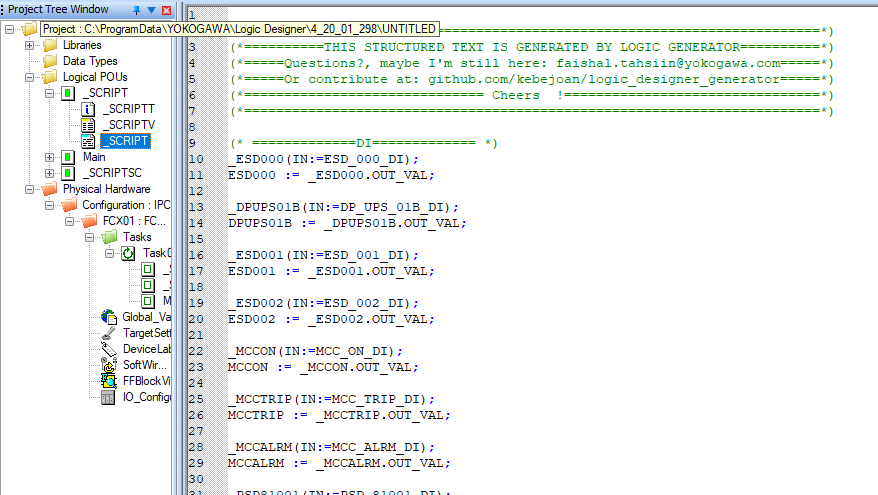 Project Tree Window
Project : C:\ProgramData\YOKOGAWA\Logic Designer\4_20_01_298\UNTITLED
Libraries
Data Types
Logical POUs
_SCRIPT
_SCRIPTT
_SCRIPTV
_SCRIPT
Main
_SCRIPTSC
Physical Hardware
Configuration : IPC
FCX01 : FC...
Tasks
Task0
_S
_S
M
Global_Va
TargetSett
DeviceLab
SoftWir...
FFBlockVi
IO_Configu
1
=*)
3 (*============THIS STRUCTURED TEXT IS GENERATED BY LOGIC GENERATOR============*)
4 (*======Questions?, maybe I'm still here: faishal.tahsiin@yokogawa.com======*)
5 (*======Or contribute at: github.com/kebejoan/logic_designer_generator======*)
6 (*==================================== Cheers  !====================================*)
7 (*========================================================================*)
8
9 (* =============DI============= *)
10 _ESD000(IN:=ESD_000_DI);
11 ESD000 := _ESD000.OUT_VAL;
12
13 _DPUPS01B(IN:=DP_UPS_01B_DI);
14 DPUPS01B := _DPUPS01B.OUT_VAL;
15
16 _ESD001(IN:=ESD_001_DI);
17 ESD001 := _ESD001.OUT_VAL;
18
19 _ESD002(IN:=ESD_002_DI);
20 ESD002 := _ESD002.OUT_VAL;
21
22 _MCCON(IN:=MCC_ON_DI);
23 MCCON := _MCCON.OUT_VAL;
24
25 _MCCTRIP(IN:=MCC_TRIP_DI);
26 MCCTRIP := _MCCTRIP.OUT_VAL;
27
28 _MCCALRM(IN:=MCC_ALRM_DI);
29 MCCALRM := _MCCALRM.OUT_VAL;
30
31 _PSD81001(IN:=PSD_81001_DI);